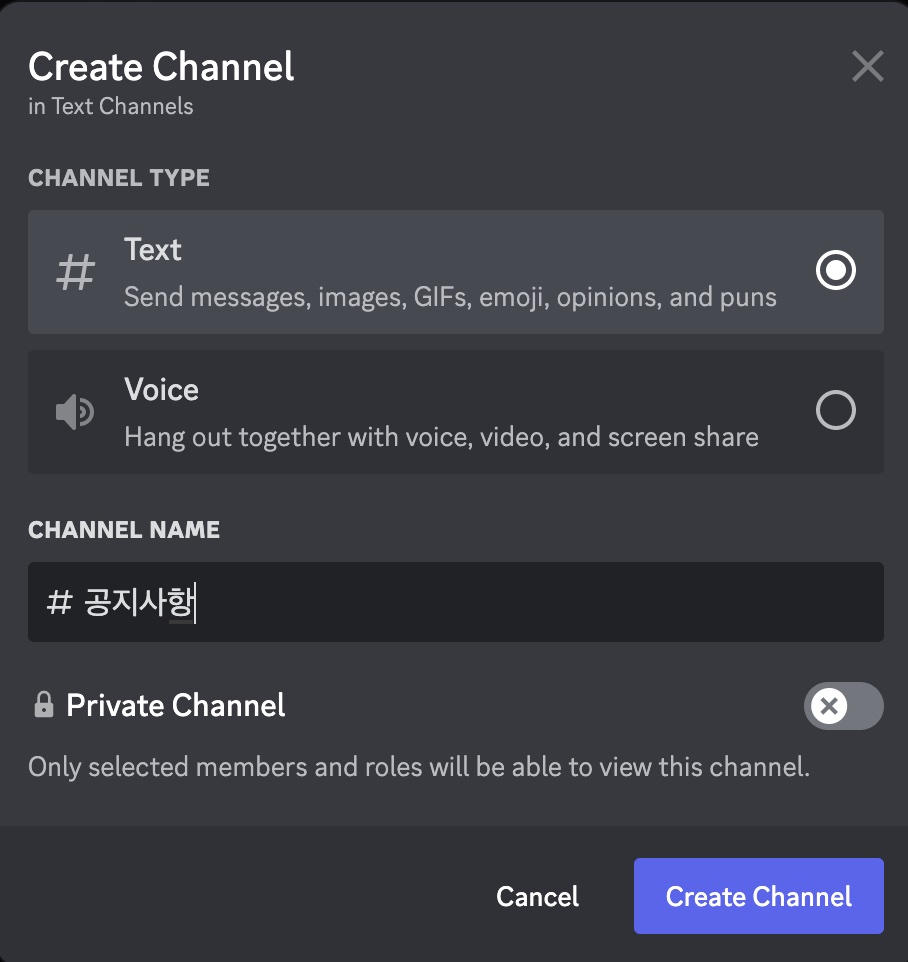 Create Channel
in Text Channels
CHANNEL TYPE
Text
Send messages, images, GIFs, emoji, opinions, and puns
Voice
Hang out together with voice, video, and screen share
CHANNEL NAME
# 공지사항
Private Channel
Only selected members and roles will be able to view this channel.
Cancel Create Channel